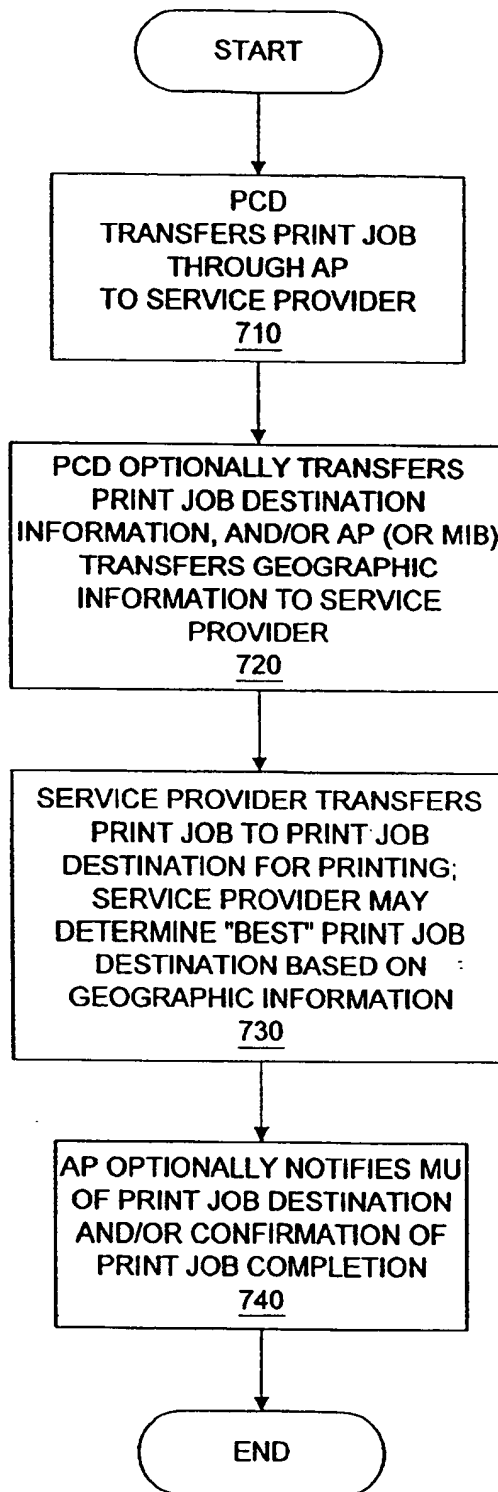 START
PCD
TRANSFERS PRINT JOB
THROUGH AP
TO SERVICE PROVIDER
710
PCD OPTIONALLY TRANSFERS
PRINT JOB DESTINATION
INFORMATION, AND/OR AP (OR MIB)
TRANSFERS GEOGRAPHIC
INFORMATION TO SERVICE
PROVIDER
720
SERVICE PROVIDER TRANSFERS
PRINT JOB TO PRINT JOB
DESTINATION FOR PRINTING;
SERVICE PROVIDER MAY
DETERMINE "BEST" PRINT JOB
DESTINATION BASED ON
GEOGRAPHIC INFORMATION
730
AP OPTIONALLY NOTIFIES MU
OF PRINT JOB DESTINATION
AND/OR CONFIRMATION OF
PRINT JOB COMPLETION
740
END